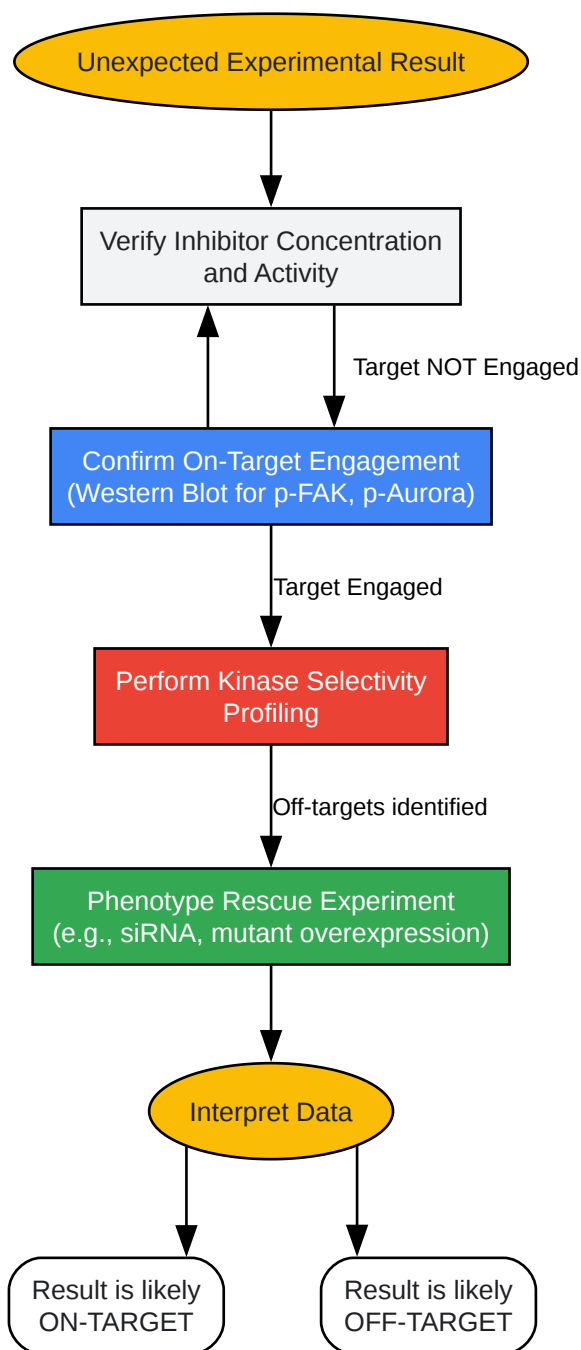 Unexpected Experimental Result
Verify Inhibitor Concentration
and Activity
Target NOT Engaged
Confirm On-Target Engagement
(Western Blot for p-FAK, p-Aurora)
Target Engaged
Perform Kinase Selectivity
Profiling
Off-targets identified
Phenotype Rescue Experiment
(e.g., siRNA, mutant overexpression)
Interpret Data
Result is likely
ON-TARGET
Result is likely
OFF-TARGET